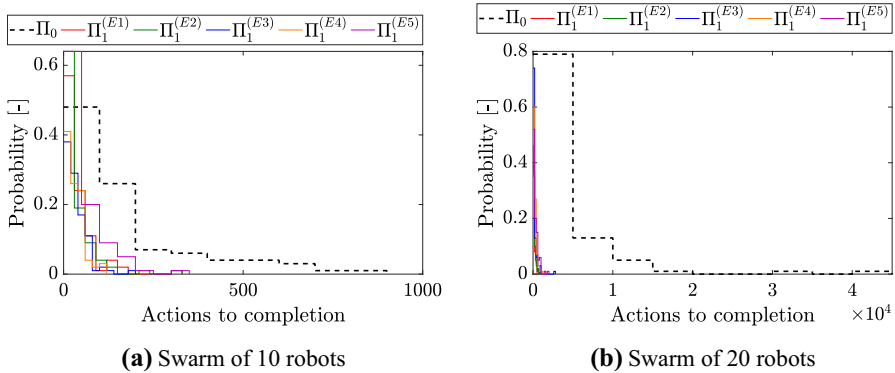 Π₀ Π₁⁽ᴱ¹⁾ Π₁⁽ᴱ²⁾ Π₁⁽ᴱ³⁾ Π₁⁽ᴱ⁴⁾ Π₁⁽ᴱ⁵⁾
Probability [-]
0.6
0.4
0.2
0
0 500 1000
Actions to completion
(a) Swarm of 10 robots
Π₀ Π₁⁽ᴱ¹⁾ Π₁⁽ᴱ²⁾ Π₁⁽ᴱ³⁾ Π₁⁽ᴱ⁴⁾ Π₁⁽ᴱ⁵⁾
Probability [-]
0.8
0.6
0.4
0.2
0
0 1 2 3 4
Actions to completion ×10⁴
(b) Swarm of 20 robots